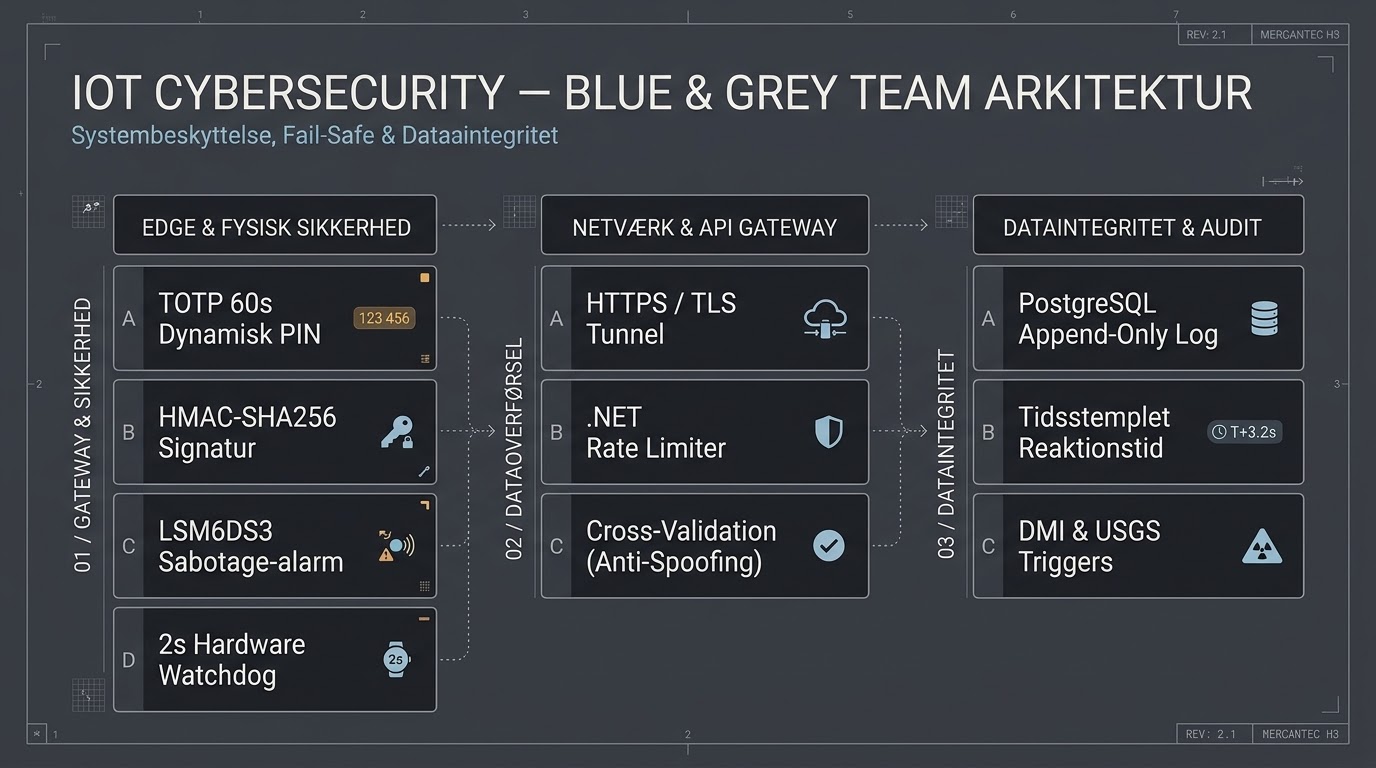 1 2 3 5 6 7
REV: 2.1 MERCANTEC H3
IOT CYBERSECURITY — BLUE & GREY TEAM ARKITEKTUR
Systembeskyttelse, Fail-Safe & Dataaintegritet
01 / GATEWAY & SIKKERHED
EDGE & FYSISK SIKKERHED
A
TOTP 60s
Dynamisk PIN
123 456
B
HMAC-SHA256
Signatur
C
LSM6DS3
Sabotage-alarm
D
2s Hardware
Watchdog
2s
02 / DATAOVERFØRSEL
NETVÆRK & API GATEWAY
A
HTTPS / TLS
Tunnel
B
.NET
Rate Limiter
C
Cross-Validation
(Anti-Spoofing)
03 / DATAINTEGRITET
DATAINTEGRITET & AUDIT
A
PostgreSQL
Append-Only Log
B
Tidsstemplet
Reaktionstid
T+3.2s
C
DMI & USGS
Triggers
2
3
1
2
REV: 2.1 MERCANTEC H3